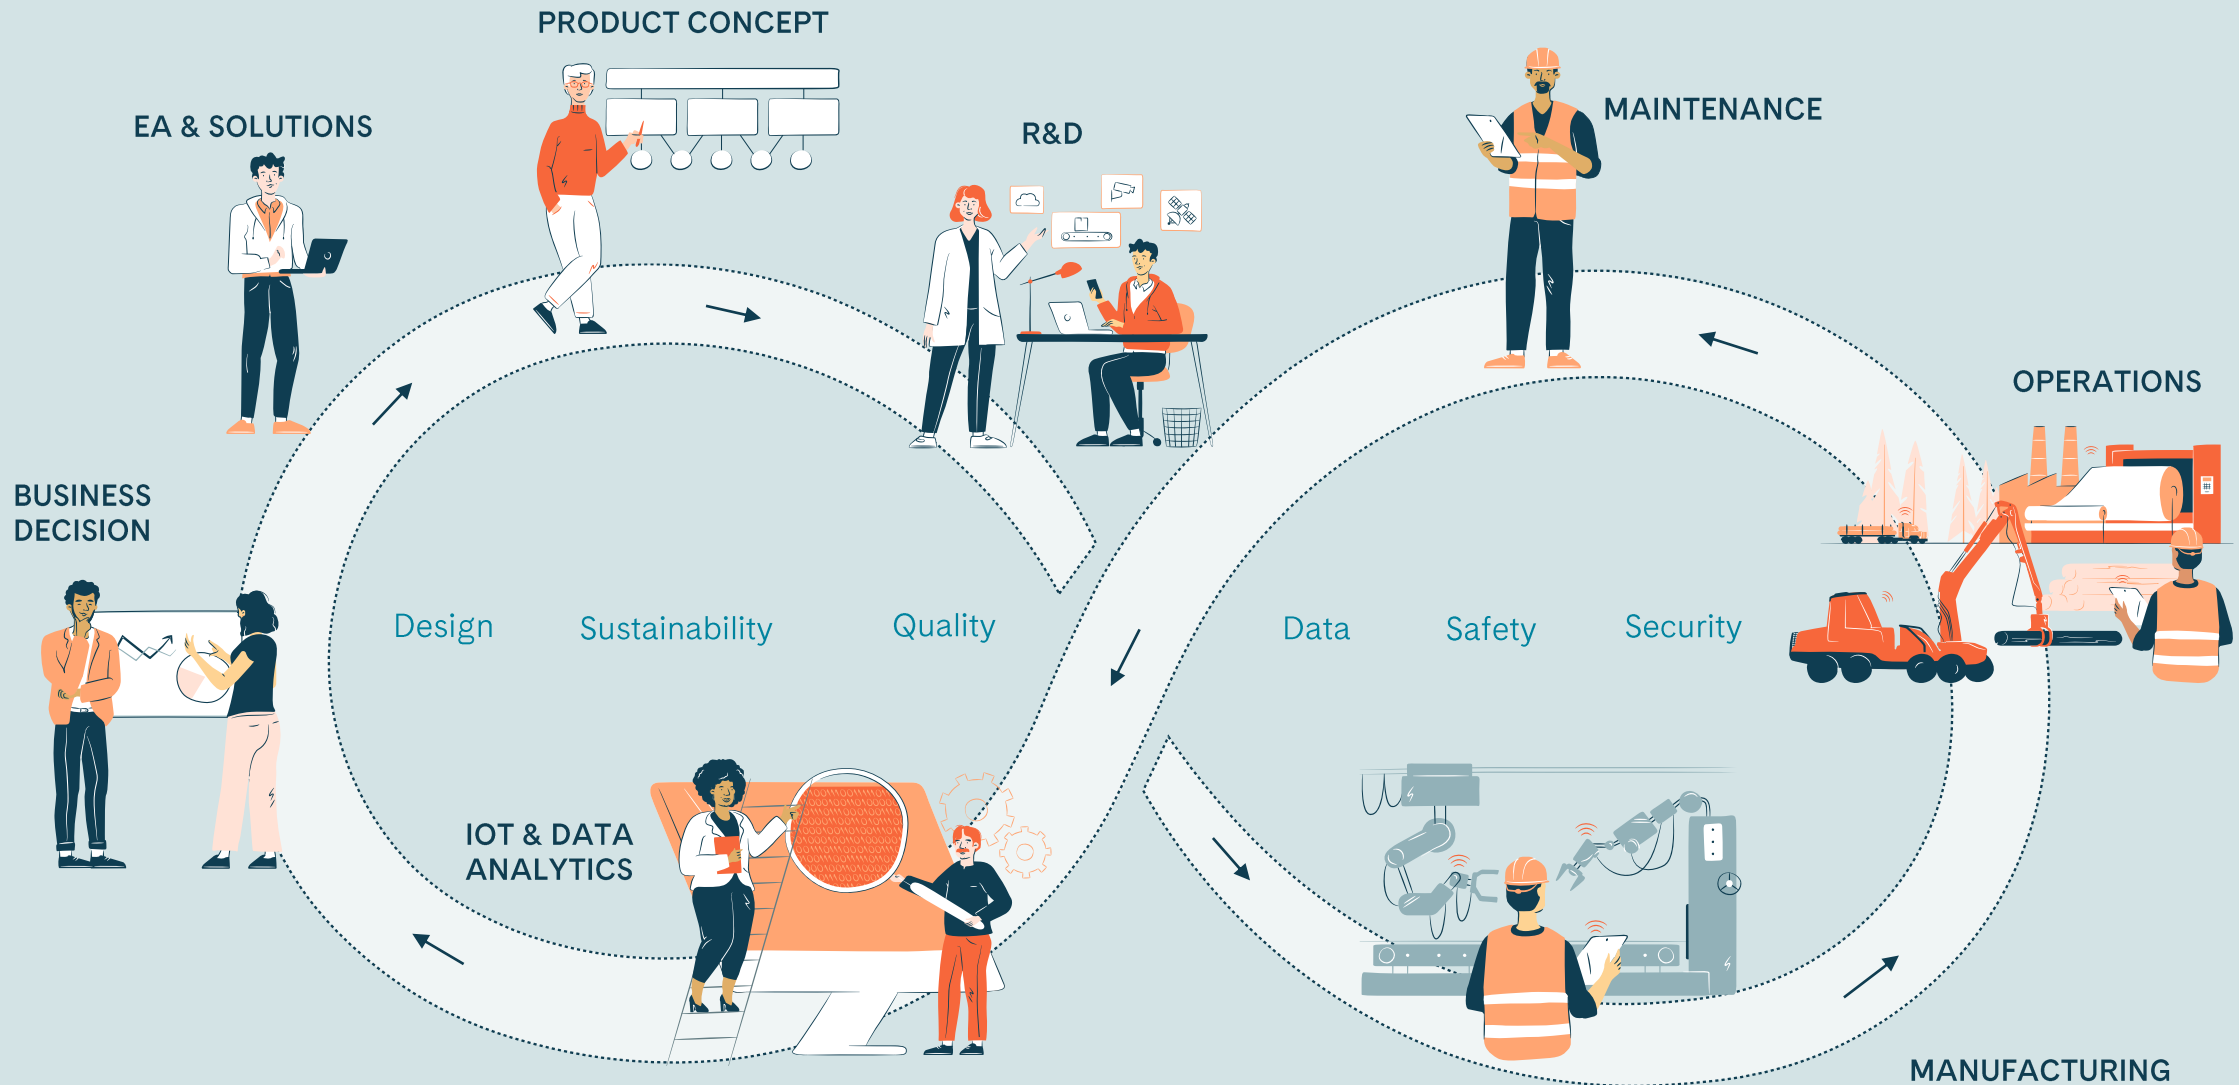 PRODUCT CONCEPT
EA & SOLUTIONS
R&D
MAINTENANCE
OPERATIONS
BUSINESS
DECISION
Design
Sustainability
Quality
Data
Safety
Security
IOT & DATA
ANALYTICS
MANUFACTURING